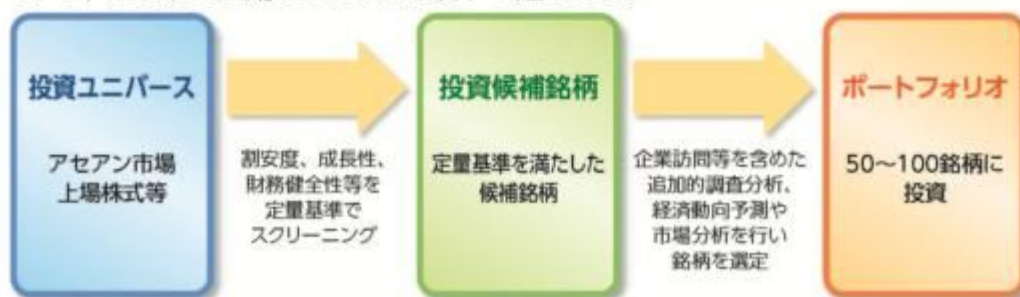 投資ユニバース
アセアン市場
上場株式等
割安度、成長性、
財務健全性等を
定量基準で
スクリーニング
投資候補銘柄
定量基準を満たした
候補銘柄
企業訪問等を含めた
追加的調査分析、
経済動向予測や
市場分析を行い
銘柄を選定
ポートフォリオ
50～100銘柄に
投資